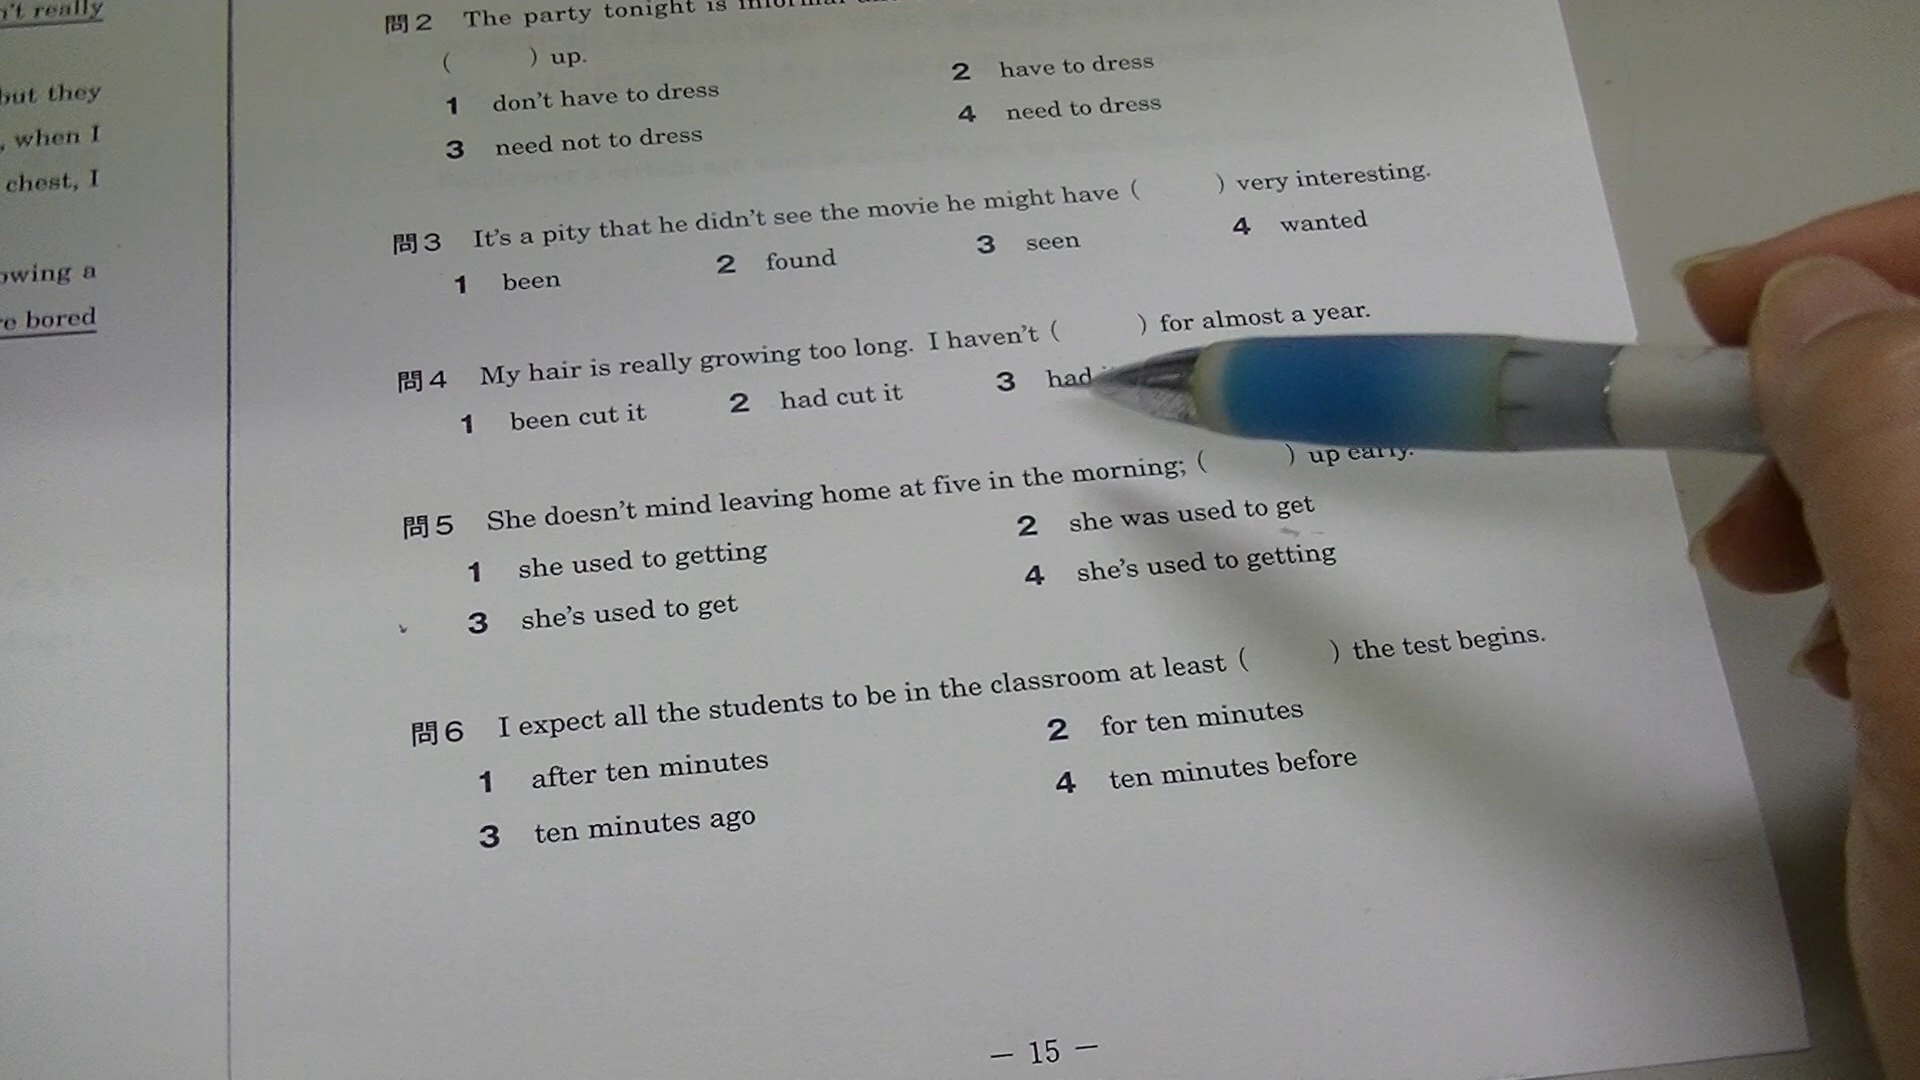 't really
but they
, when I
chest, I
owing a
e bored
問2 The party tonight is informal
( ) up.
1 don't have to dress 2 have to dress
3 need not to dress 4 need to dress
問3 It's a pity that he didn't see the movie he might have ( ) very interesting.
1 been 2 found 3 seen 4 wanted
問4 My hair is really growing too long. I haven't ( ) for almost a year.
1 been cut it 2 had cut it 3 had
問5 She doesn't mind leaving home at five in the morning; ( ) up early.
1 she used to getting 2 she was used to get
3 she's used to get 4 she's used to getting
問6 I expect all the students to be in the classroom at least ( ) the test begins.
1 after ten minutes 2 for ten minutes
3 ten minutes ago 4 ten minutes before
— 15 —